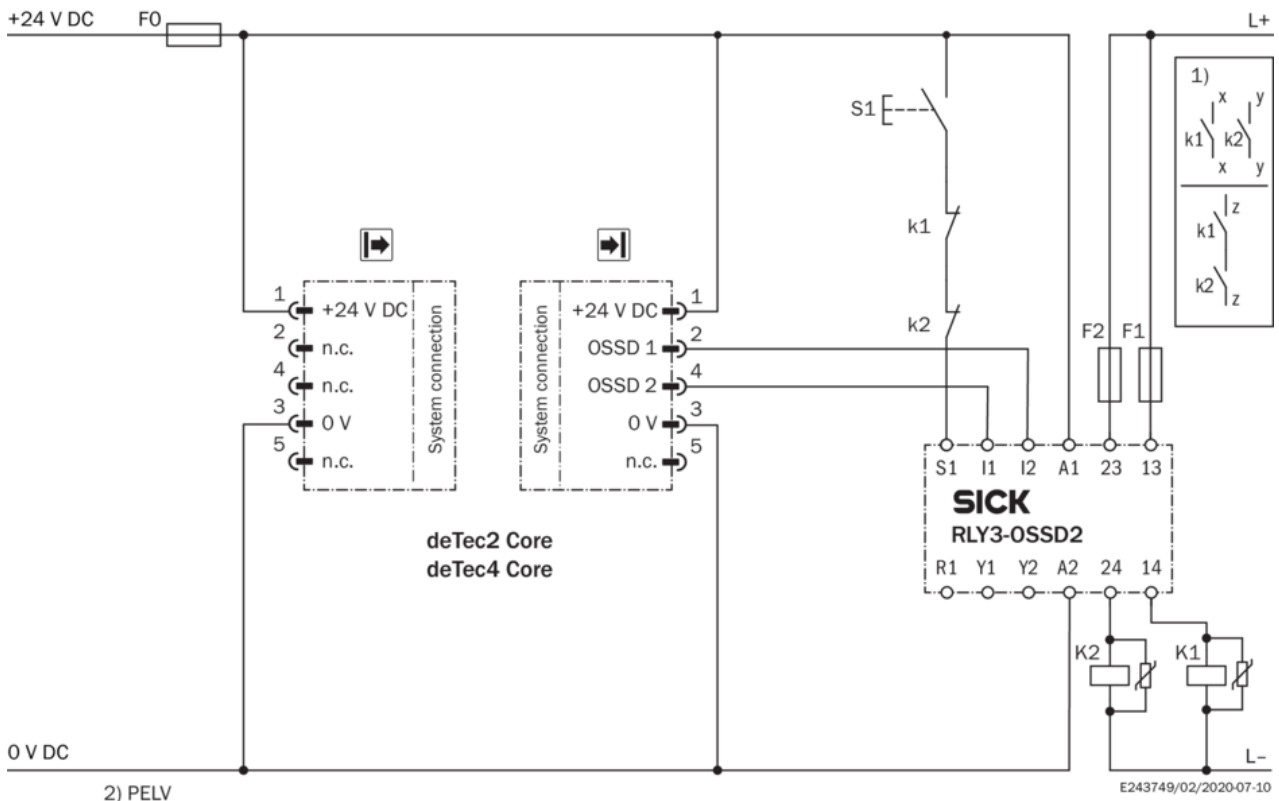 +24 V DC F0 L+
1)
x y
k1 k2
x y
z
k1
k2
z
S1
k1
k2
F2 F1
1 +24 V DC
2 n.c.
4 n.c.
3 0 V
5 n.c.
System connection
System connection
+24 V DC 1
OSSD 1 2
OSSD 2 4
0 V 3
n.c. 5
deTec2 Core
deTec4 Core
S1 I1 I2 A1 23 13
SICK
RLY3-OSSD2
R1 Y1 Y2 A2 24 14
K2 K1
0 V DC L–
2) PELV
E243749/02/2020-07-10